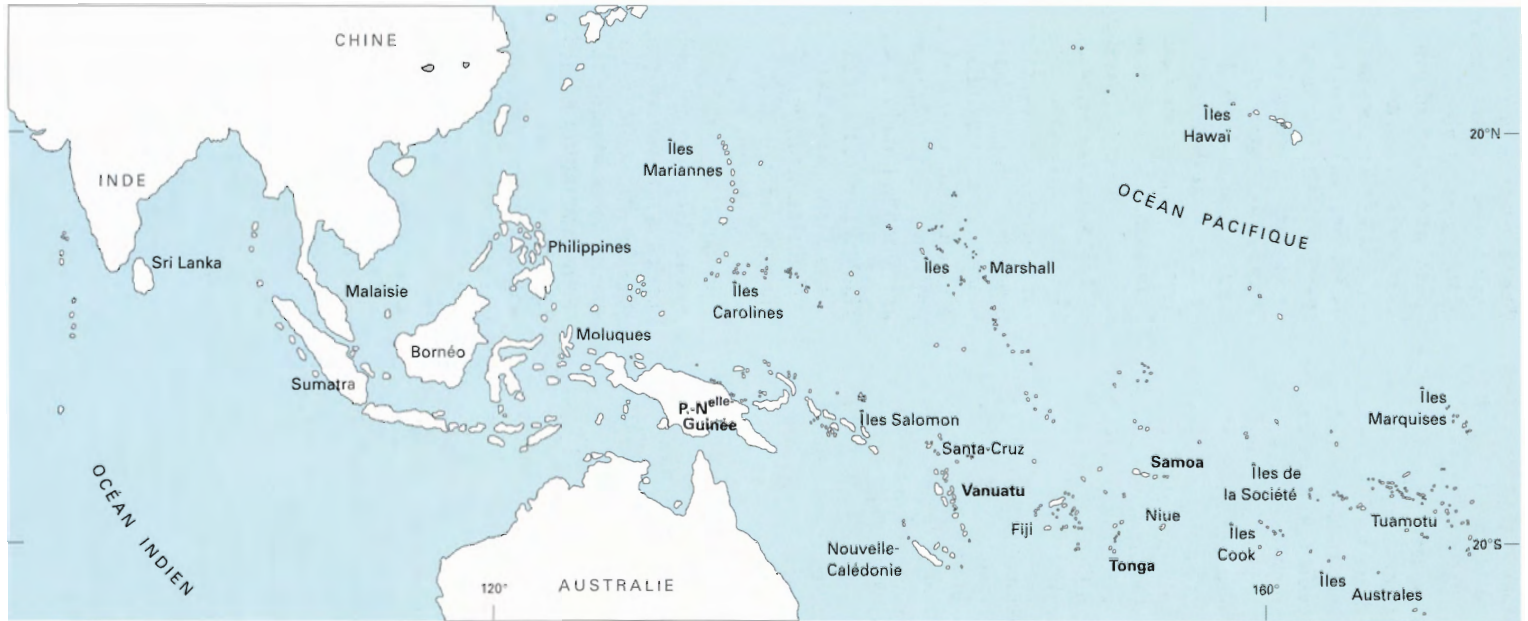 CHINE
Îles
Hawaï
20°N
Îles
Mariannes
INDE
OCÉAN PACIFIQUE
Philippines
Sri Lanka
Îles Marshall
Malaisie
Îles
Carolines
Moluques
Bornéo
Sumatra
Îles
Marquises
P.-Nelle-
Guinée
Îles Salomon
Santa-Cruz
Samoa
Îles de
la Société
OCÉAN INDIEN
Vanuatu
Niue
Tuamotu
Fiji
Îles
Cook
20°S
Nouvelle-
Calédonie
Tonga
Îles
Australes
120°
AUSTRALIE
160°